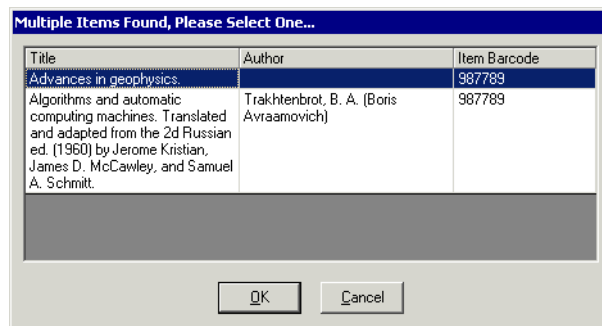 Multiple Items Found, Please Select One...
Title Author Item Barcode
Advances in geophysics. 987789
Algorithms and automatic Trakhtenbrot, B. A. (Boris 987789
computing machines. Translated Avraamovich)
and adapted from the 2d Russian
ed. (1960) by Jerome Kristian,
James D. McCawley, and Samuel
A. Schmitt.
OK Cancel